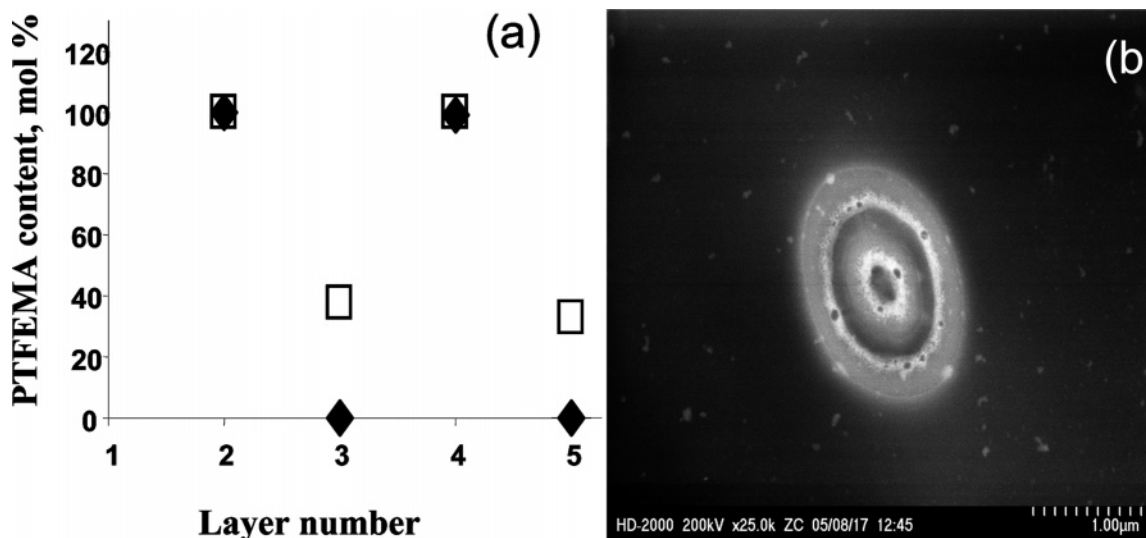 (a)
PTFEMA content, mol %
120
100
80
60
40
20
0
1 2 3 4 5
Layer number
(b)
HD-2000 200kV x25.0k ZC 05/08/17 12:45
1.00µm